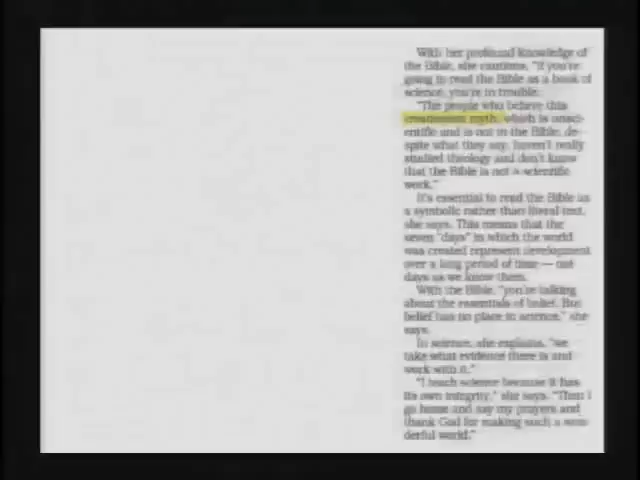 With her profound knowledge of
the Bible, she cautions, "if you're
going to read the Bible as a book of
science, you're in trouble.
"The people who believe this
creationism myth, which is unsci-
entific and is not in the Bible, de-
spite what they say, haven't really
studied theology and don't know
that the Bible is not a scientific
work."
It's essential to read the Bible as
a symbolic rather than literal text,
she says. This means that the
seven "days" in which the world
was created represent development
over a long period of time — not
days as we know them.
With the Bible, "you're talking
about the essentials of belief. But
belief has no place in science," she
says.
In science, she explains, "we
take what evidence there is and
work with it."
"I teach science because it has
its own integrity," she says. "Then I
go home and say my prayers and
thank God for making such a won-
derful world."